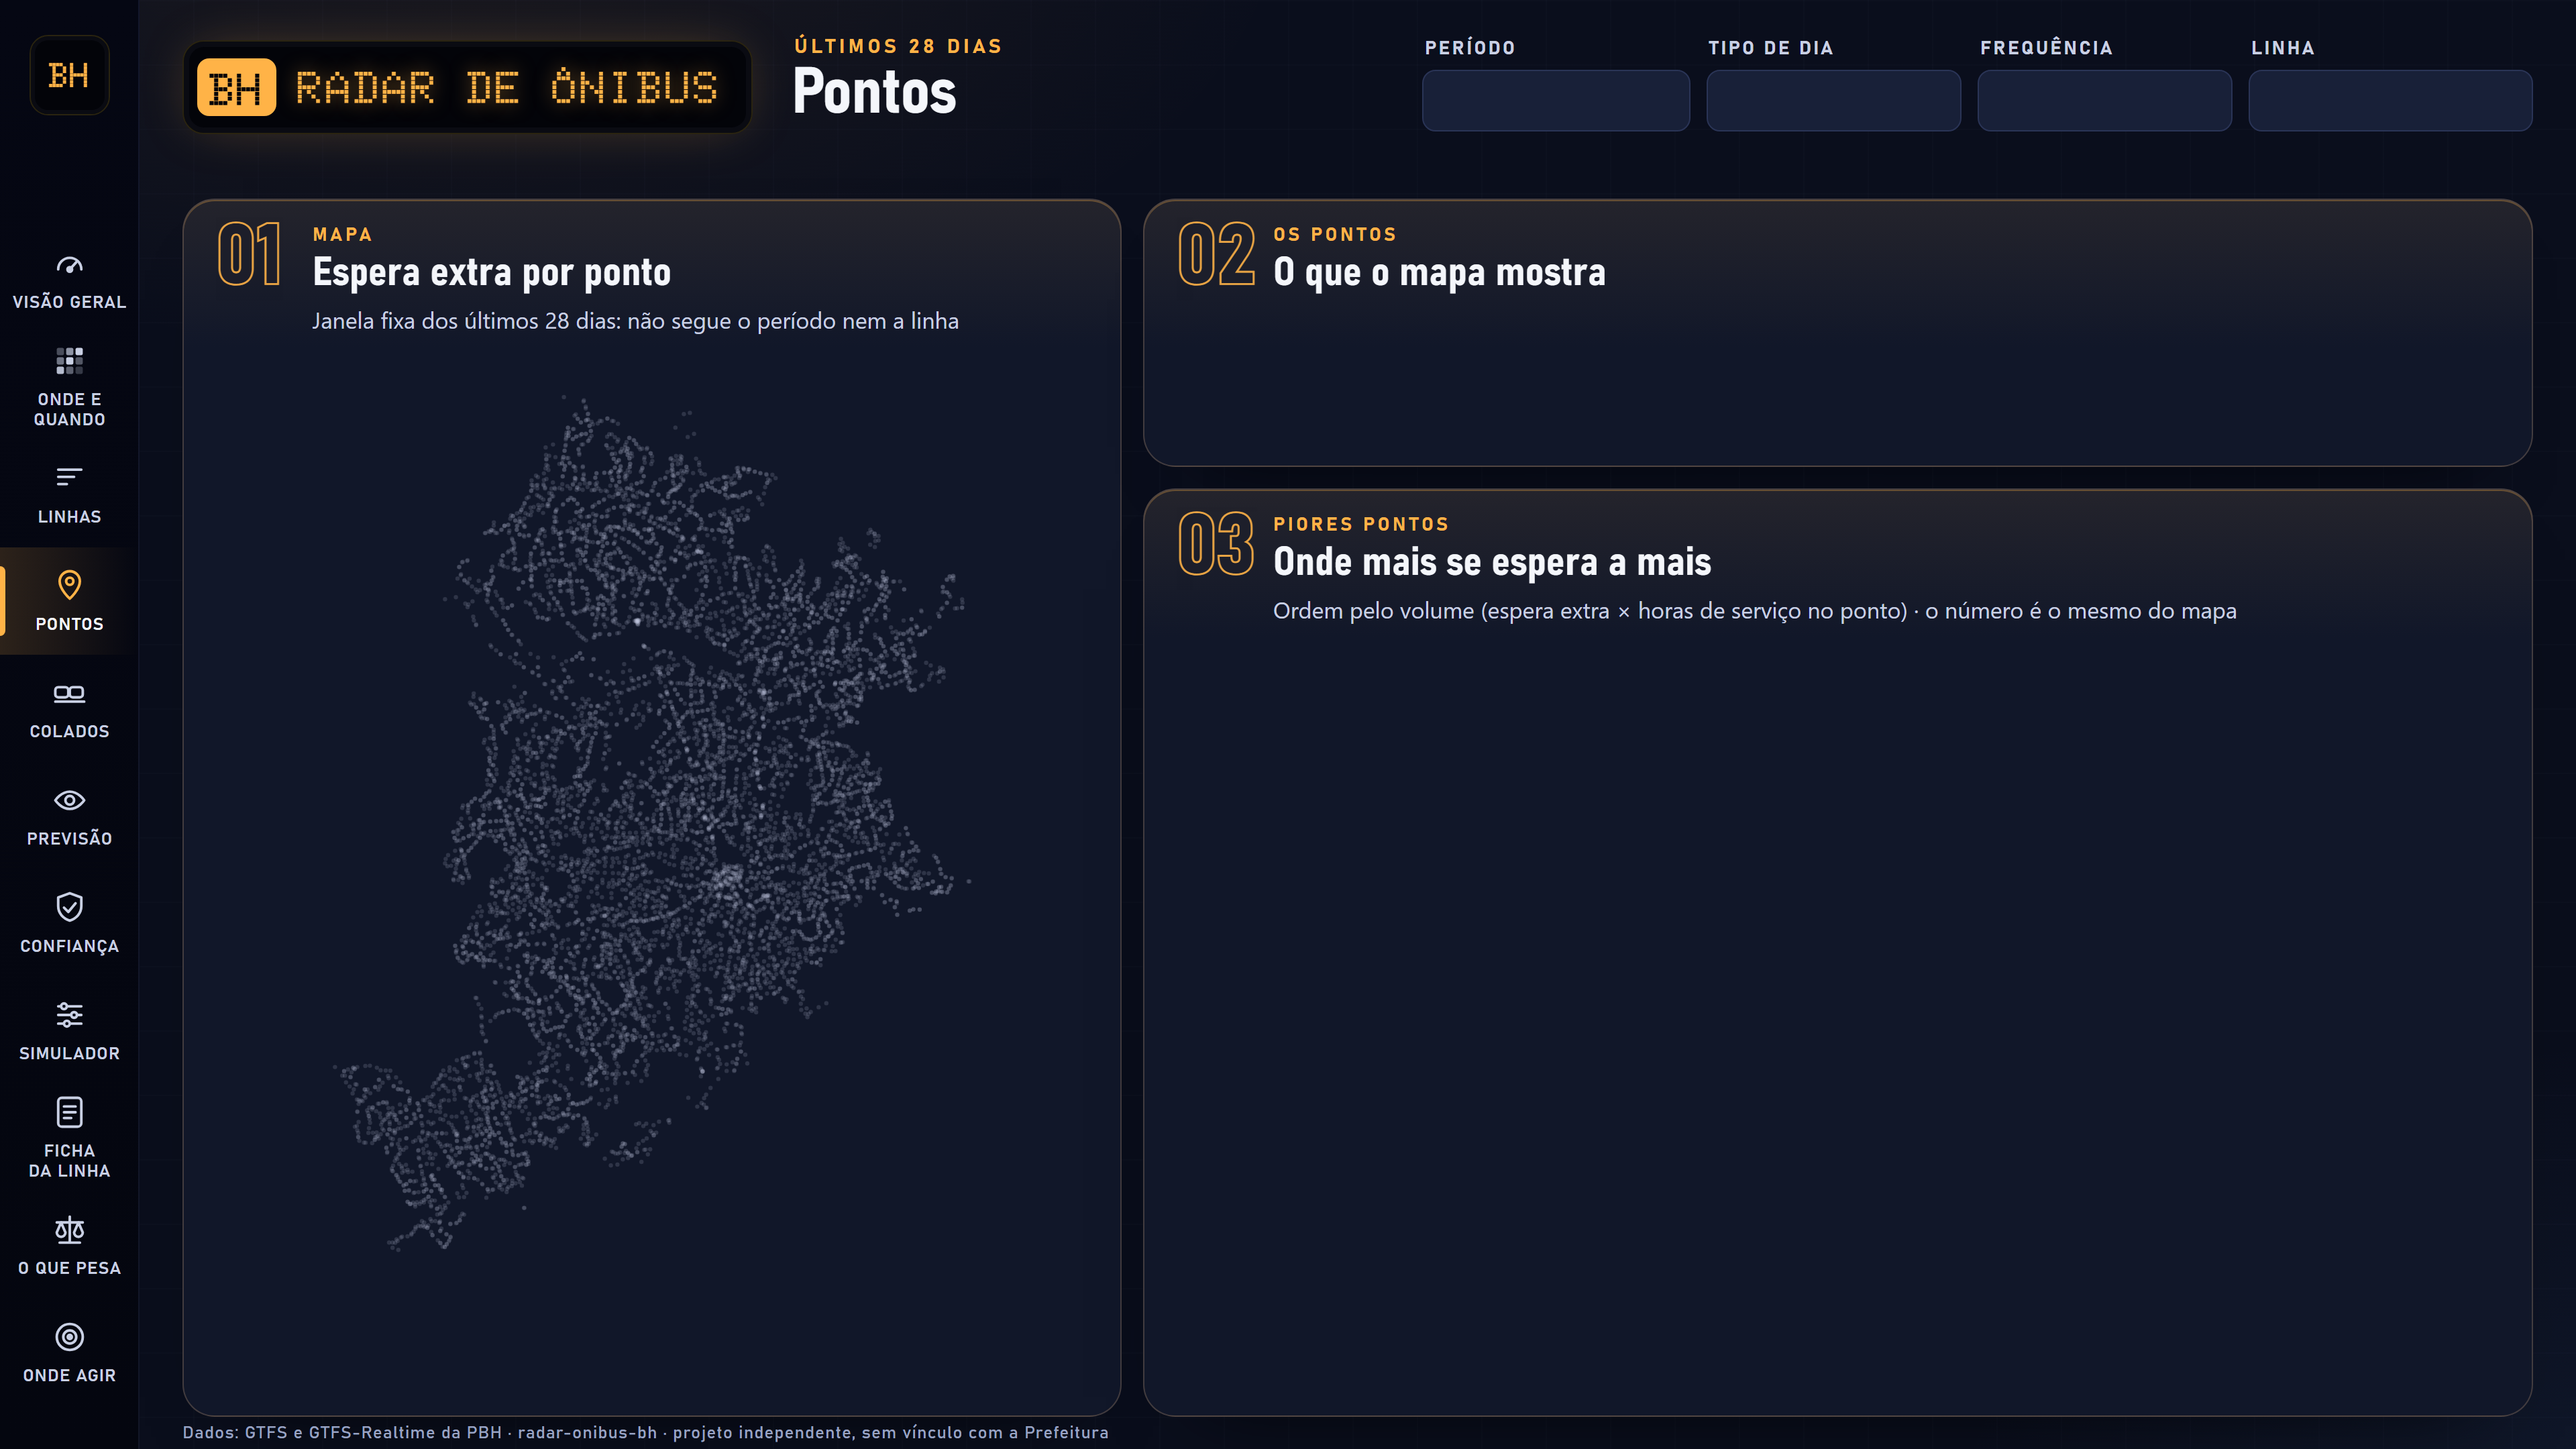 BH
VISÃO GERAL
ONDE E
QUANDO
LINHAS
PONTOS
COLADOS
PREVISÃO
CONFIANÇA
SIMULADOR
FICHA
DA LINHA
O QUE PESA
ONDE AGIR
BH RADAR DE ÔNIBUS
ÚLTIMOS 28 DIAS
Pontos
PERÍODO
TIPO DE DIA
FREQUÊNCIA
LINHA
01
MAPA
Espera extra por ponto
Janela fixa dos últimos 28 dias: não segue o período nem a linha
02
OS PONTOS
O que o mapa mostra
03
PIORES PONTOS
Onde mais se espera a mais
Ordem pelo volume (espera extra × horas de serviço no ponto) · o número é o mesmo do mapa
Dados: GTFS e GTFS-Realtime da PBH · radar-onibus-bh · projeto independente, sem vínculo com a Prefeitura